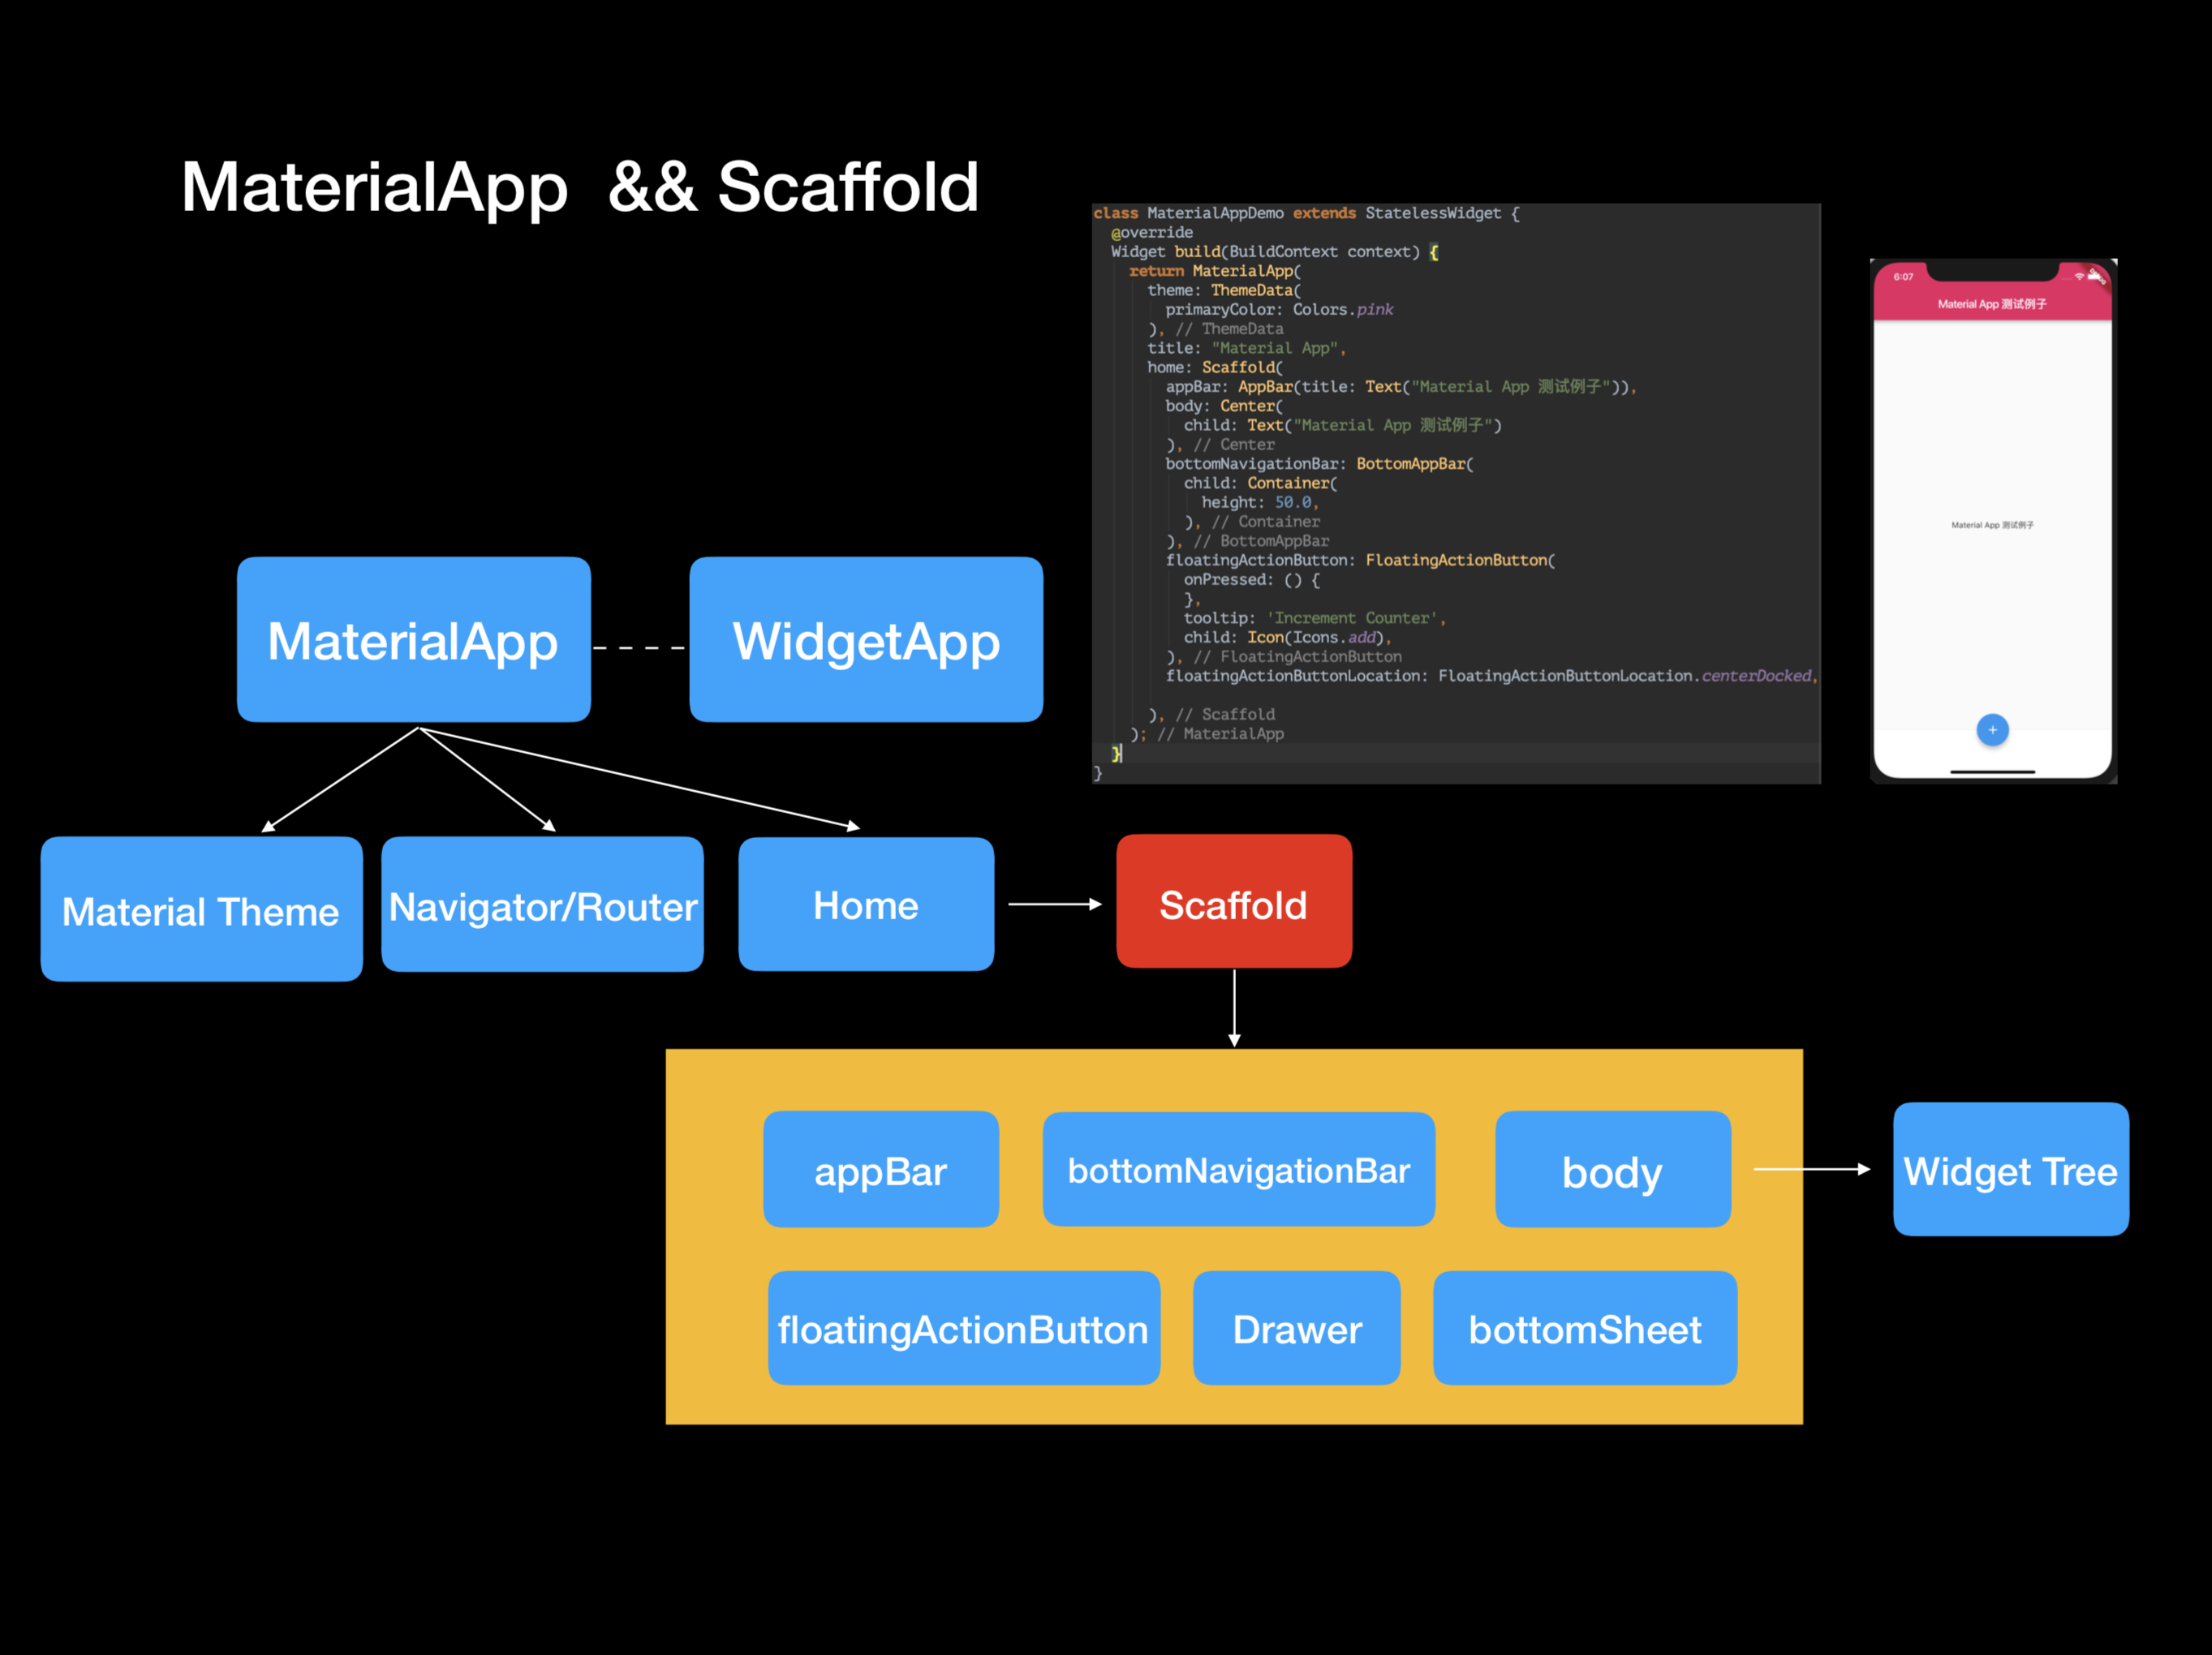 MaterialApp && Scaffold
class MaterialAppDemo extends StatelessWidget {
@override
Widget build(BuildContext context) {
return MaterialApp(
theme: ThemeData(
primaryColor: Colors.pink
), // ThemeData
title: "Material App",
home: Scaffold(
appBar: AppBar(title: Text("Material App 测试例子")),
body: Center(
child: Text("Material App 测试例子")
), // Center
bottomNavigationBar: BottomAppBar(
child: Container(
height: 50.0,
), // Container
), // BottomAppBar
floatingActionButton: FloatingActionButton(
onPressed: () {
},
tooltip: 'Increment Counter',
child: Icon(Icons.add),
), // FloatingActionButton
floatingActionButtonLocation: FloatingActionButtonLocation.centerDocked,
), // Scaffold
); // MaterialApp
}
}
6:07
Material App 测试例子
Material App 测试例子
MaterialApp
WidgetApp
Material Theme
Navigator/Router
Home
Scaffold
appBar
bottomNavigationBar
body
Widget Tree
floatingActionButton
Drawer
bottomSheet